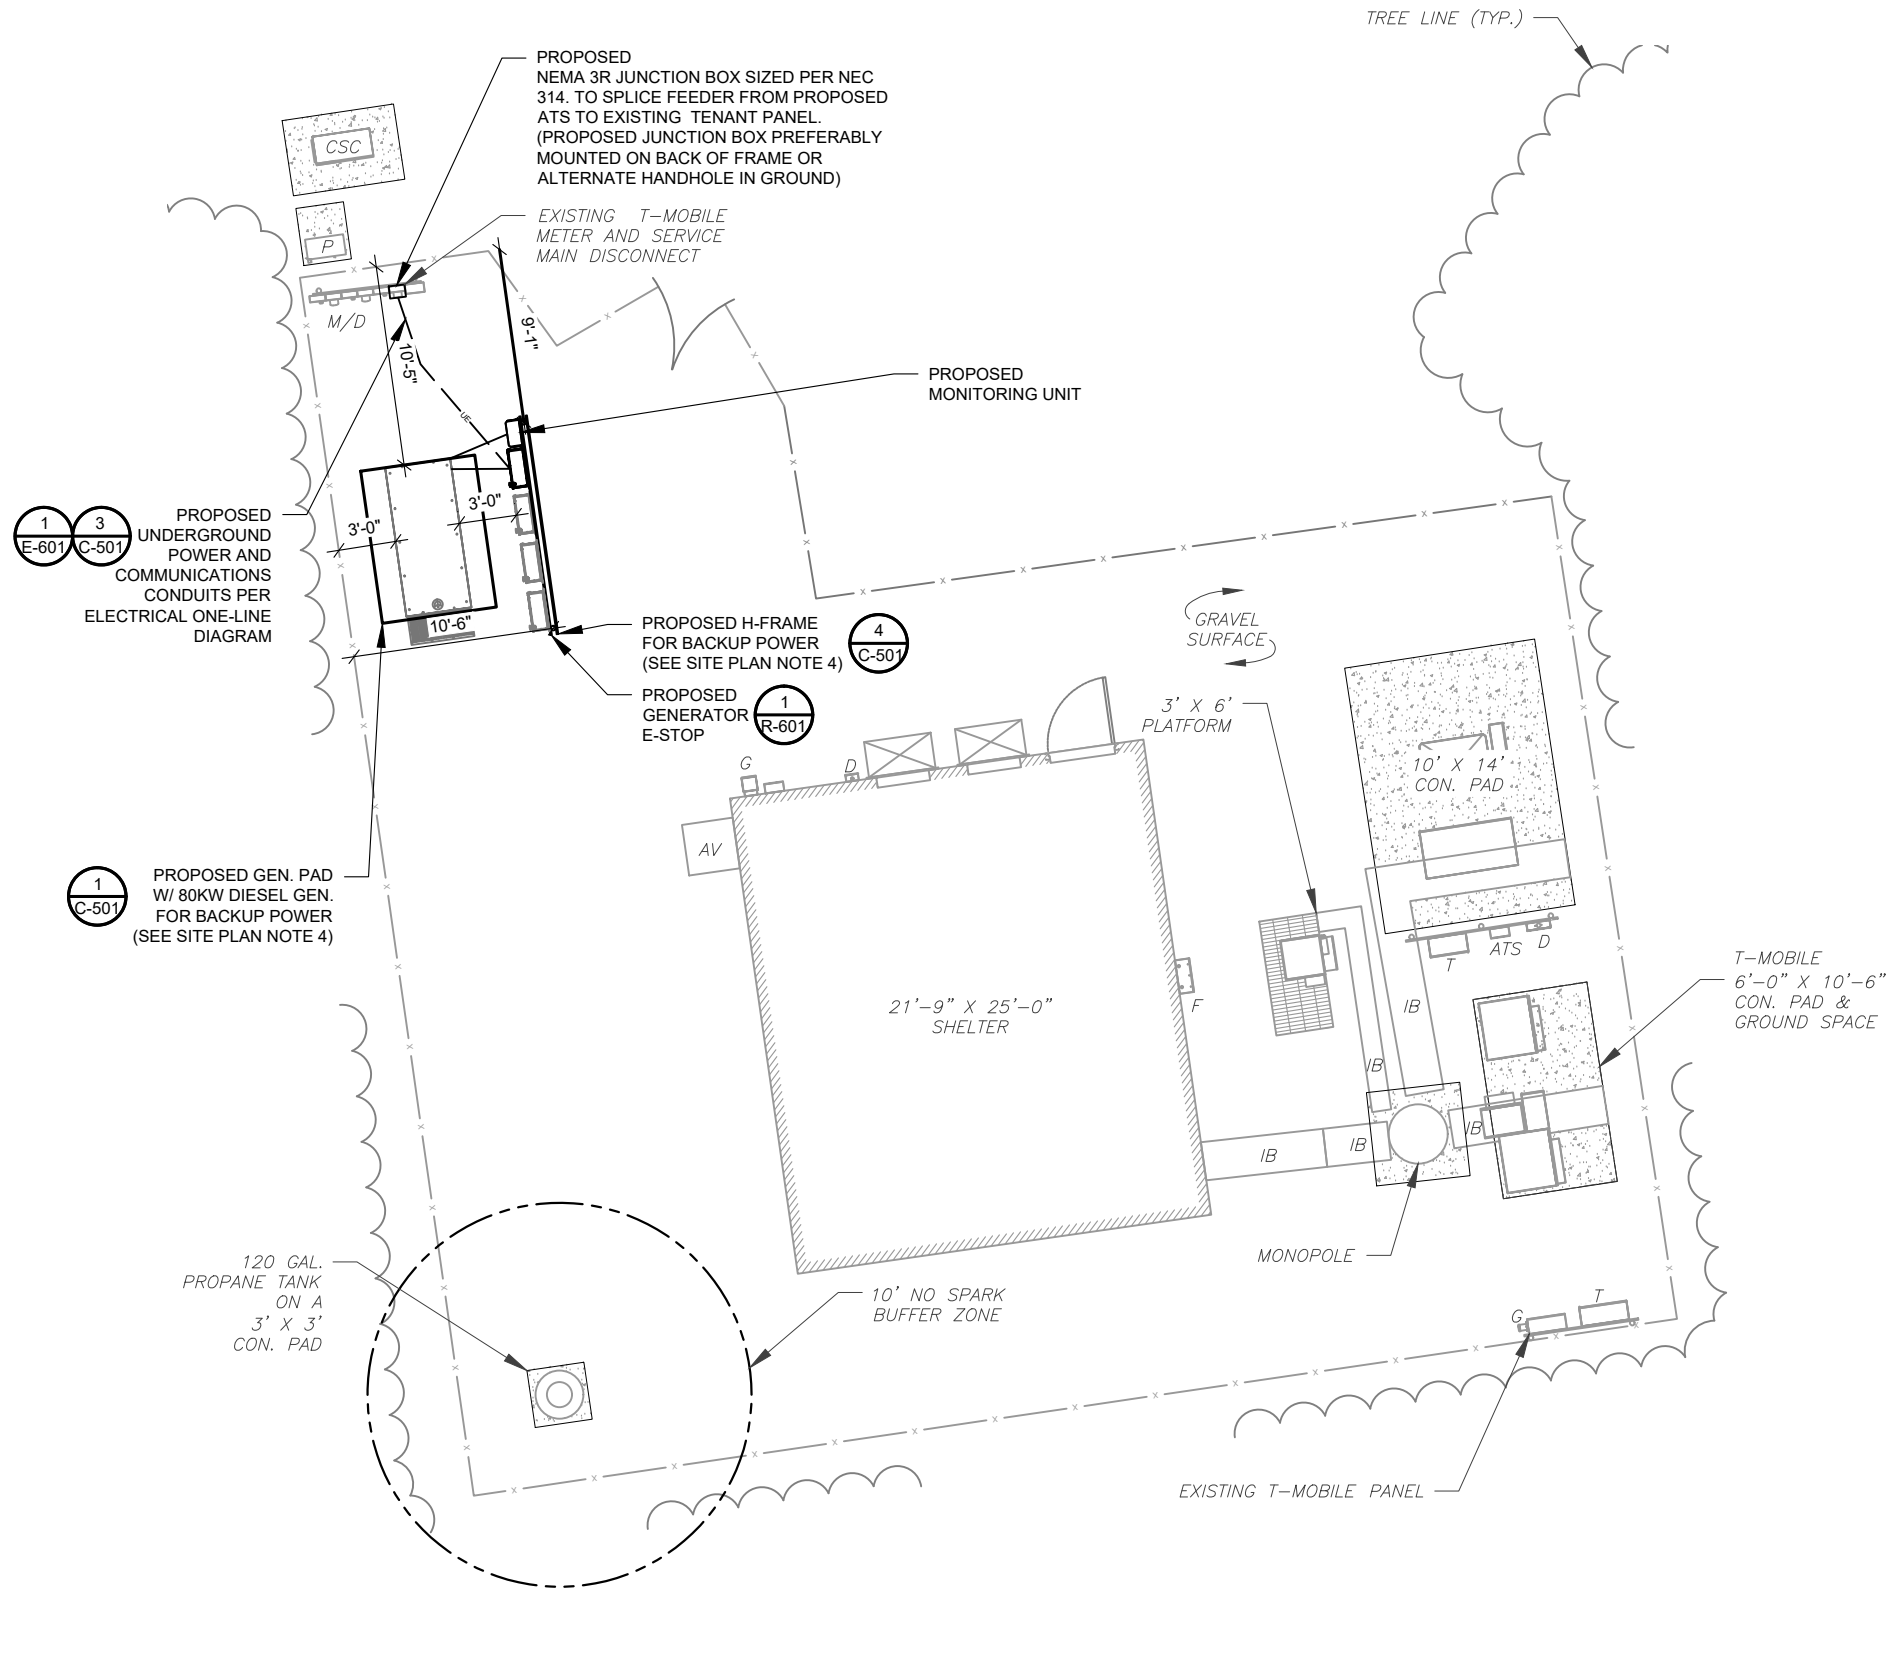 TREE LINE (TYP.)
PROPOSED
NEMA 3R JUNCTION BOX SIZED PER NEC
314. TO SPLICE FEEDER FROM PROPOSED
ATS TO EXISTING TENANT PANEL.
(PROPOSED JUNCTION BOX PREFERABLY
MOUNTED ON BACK OF FRAME OR
ALTERNATE HANDHOLE IN GROUND)
CSC
EXISTING T-MOBILE
METER AND SERVICE
MAIN DISCONNECT
P
M/D
9'-1"
10'-5"
PROPOSED
MONITORING UNIT
UE
3'-0"
3'-0"
1
E-601
3
C-501
PROPOSED
UNDERGROUND
POWER AND
COMMUNICATIONS
CONDUITS PER
ELECTRICAL ONE-LINE
DIAGRAM
10'-6"
PROPOSED H-FRAME
FOR BACKUP POWER
(SEE SITE PLAN NOTE 4)
4
C-501
GRAVEL
SURFACE
PROPOSED
GENERATOR
E-STOP
1
R-601
3' X 6'
PLATFORM
G
D
10' X 14'
CON. PAD
AV
1
C-501
PROPOSED GEN. PAD
W/ 80KW DIESEL GEN.
FOR BACKUP POWER
(SEE SITE PLAN NOTE 4)
T
ATS
D
T-MOBILE
6'-0" X 10'-6"
CON. PAD &
GROUND SPACE
21'-9" X 25'-0"
SHELTER
F
IB
IB
IB
IB
IB
MONOPOLE
120 GAL.
PROPANE TANK
ON A
3' X 3'
CON. PAD
10' NO SPARK
BUFFER ZONE
G
T
EXISTING T-MOBILE PANEL